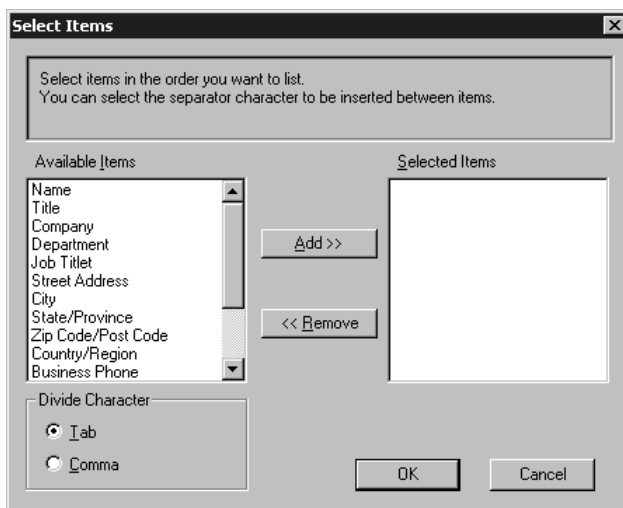 Select Items
Select items in the order you want to list.
You can select the separator character to be inserted between items.
Available Items
Selected Items
Name
Title
Company
Department
Job Titlet
Street Address
City
State/Province
Zip Code/Post Code
Country/Region
Business Phone
Add >>
<< Remove
Divide Character
Tab
Comma
OK
Cancel